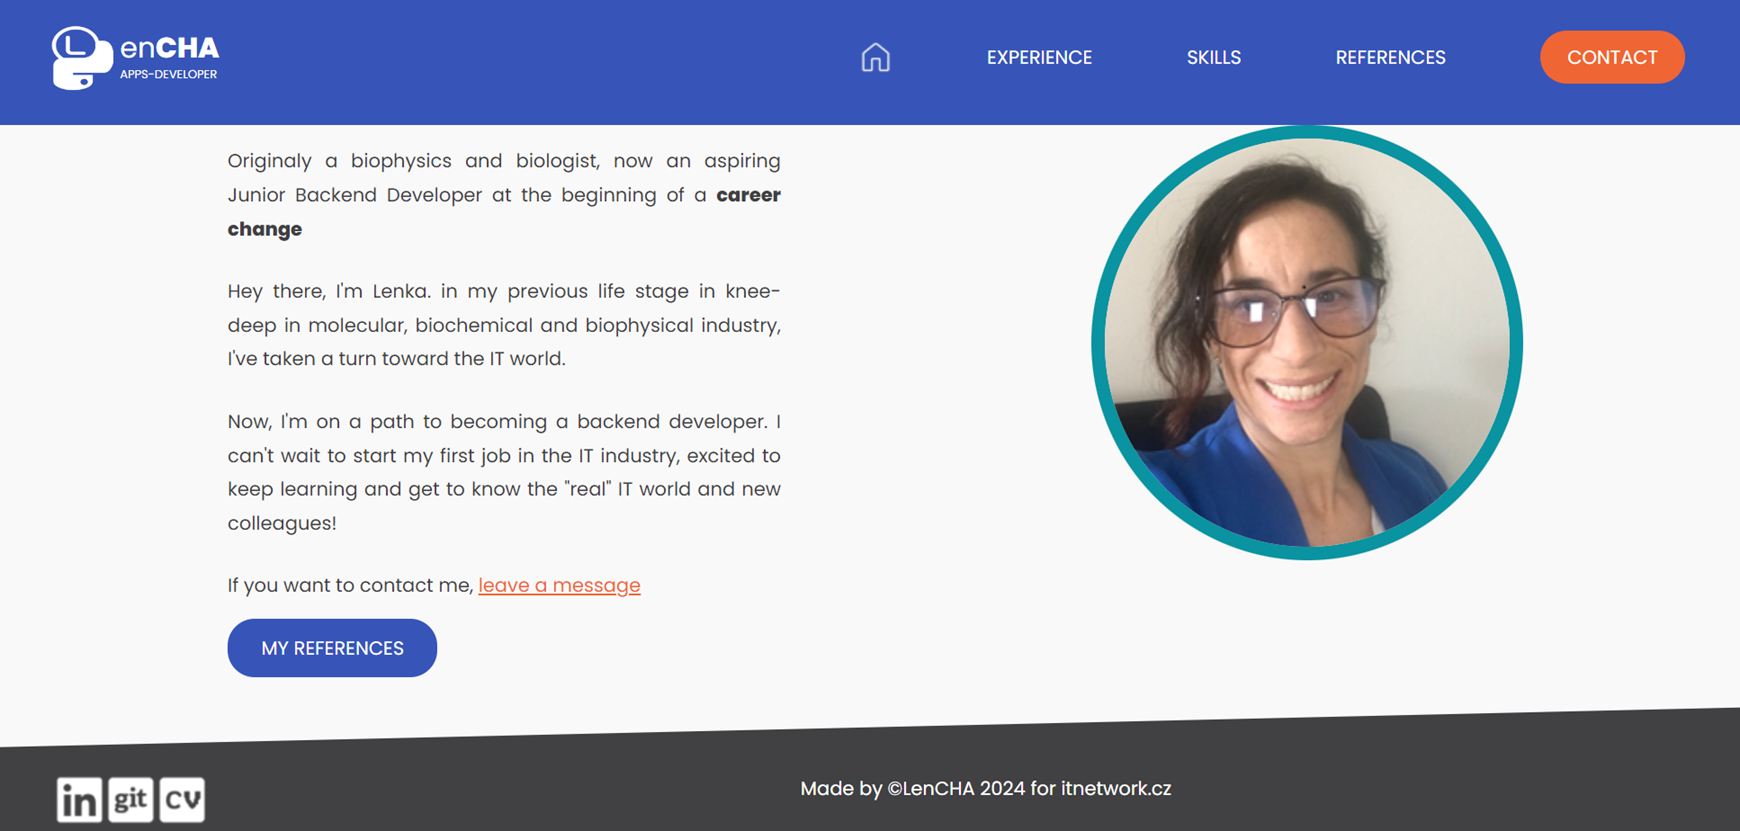 L enCHA
APPS-DEVELOPER
EXPERIENCE
SKILLS
REFERENCES
CONTACT
Originaly a biophysics and biologist, now an aspiring
Junior Backend Developer at the beginning of a career
change
Hey there, I'm Lenka. in my previous life stage in knee-
deep in molecular, biochemical and biophysical industry,
I've taken a turn toward the IT world.
Now, I'm on a path to becoming a backend developer. I
can't wait to start my first job in the IT industry, excited to
keep learning and get to know the "real" IT world and new
colleagues!
If you want to contact me, leave a message
MY REFERENCES
in git CV
Made by ©LenCHA 2024 for itnetwork.cz